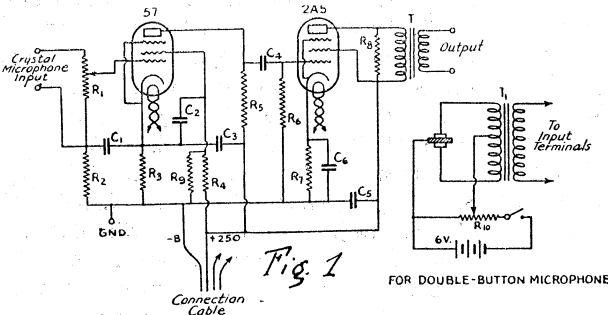 57
2A5
Crystal
Microphone
Input
R1
C1
R2
R3
C2
R9
R4
C3
R5
C4
R6
R7
C6
C5
R8
T
Output
GND.
-B
+250
Connection
Cable
Fig. 1
T1
To
Input
Terminals
R10
6V.
FOR DOUBLE-BUTTON MICROPHONE